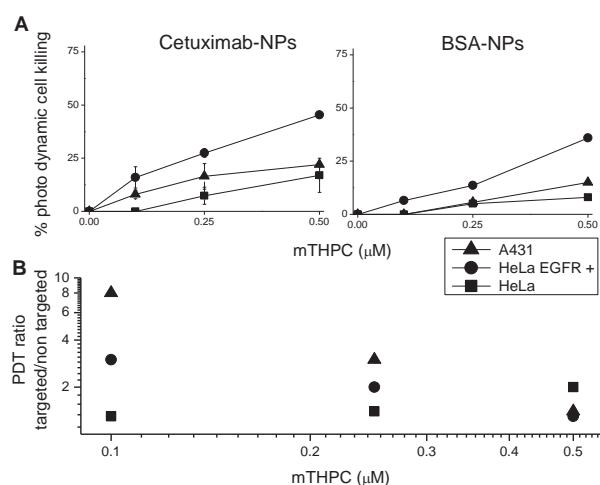 A
Cetuximab-NPs
BSA-NPs
% photo dynamic cell killing
75
50
25
0
0.00
0.25
0.50
75
50
25
0
0.00
0.25
0.50
mTHPC (μM)
A431
HeLa EGFR +
HeLa
B
PDT ratio
targeted/non targeted
10
8
6
4
2
0.1
0.2
0.3
0.4
0.5
mTHPC (μM)